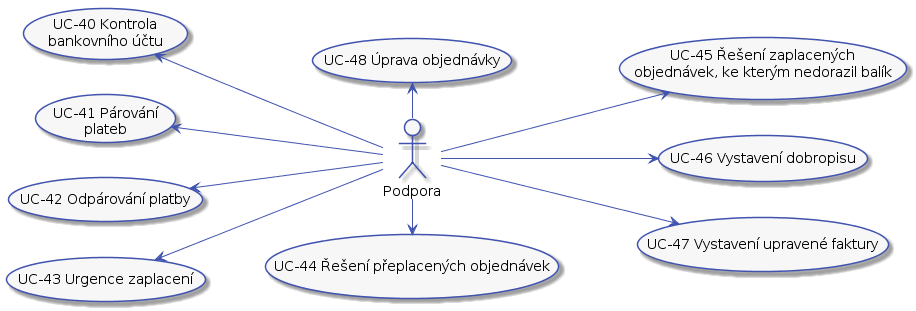 UC-40 Kontrola
bankovního účtu
UC-41 Párování
plateb
UC-42 Odpárování platby
UC-43 Urgence zaplacení
UC-48 Úprava objednávky
Podpora
UC-44 Řešení přeplacených objednávek
UC-45 Řešení zaplacených
objednávek, ke kterým nedorazil balík
UC-46 Vystavení dobropisu
UC-47 Vystavení upravené faktury